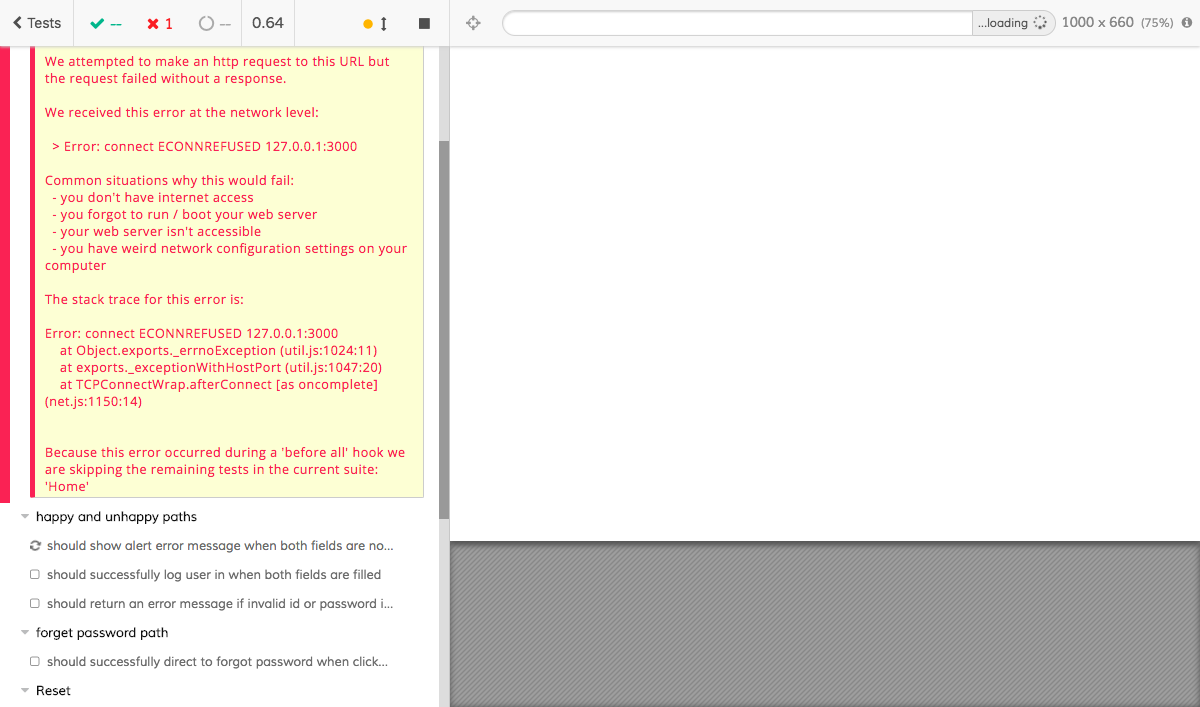 Tests
--
1
--
0.64
...loading
1000 x 660 (75%)
We attempted to make an http request to this URL but
the request failed without a response.
We received this error at the network level:
> Error: connect ECONNREFUSED 127.0.0.1:3000
Common situations why this would fail:
- you don't have internet access
- you forgot to run / boot your web server
- your web server isn't accessible
- you have weird network configuration settings on your
computer
The stack trace for this error is:
Error: connect ECONNREFUSED 127.0.0.1:3000
at Object.exports._errnoException (util.js:1024:11)
at exports._exceptionWithHostPort (util.js:1047:20)
at TCPConnectWrap.afterConnect [as oncomplete]
(net.js:1150:14)
Because this error occurred during a 'before all' hook we
are skipping the remaining tests in the current suite:
'Home'
happy and unhappy paths
should show alert error message when both fields are no...
should successfully log user in when both fields are filled
should return an error message if invalid id or password i...
forget password path
should successfully direct to forgot password when click...
Reset